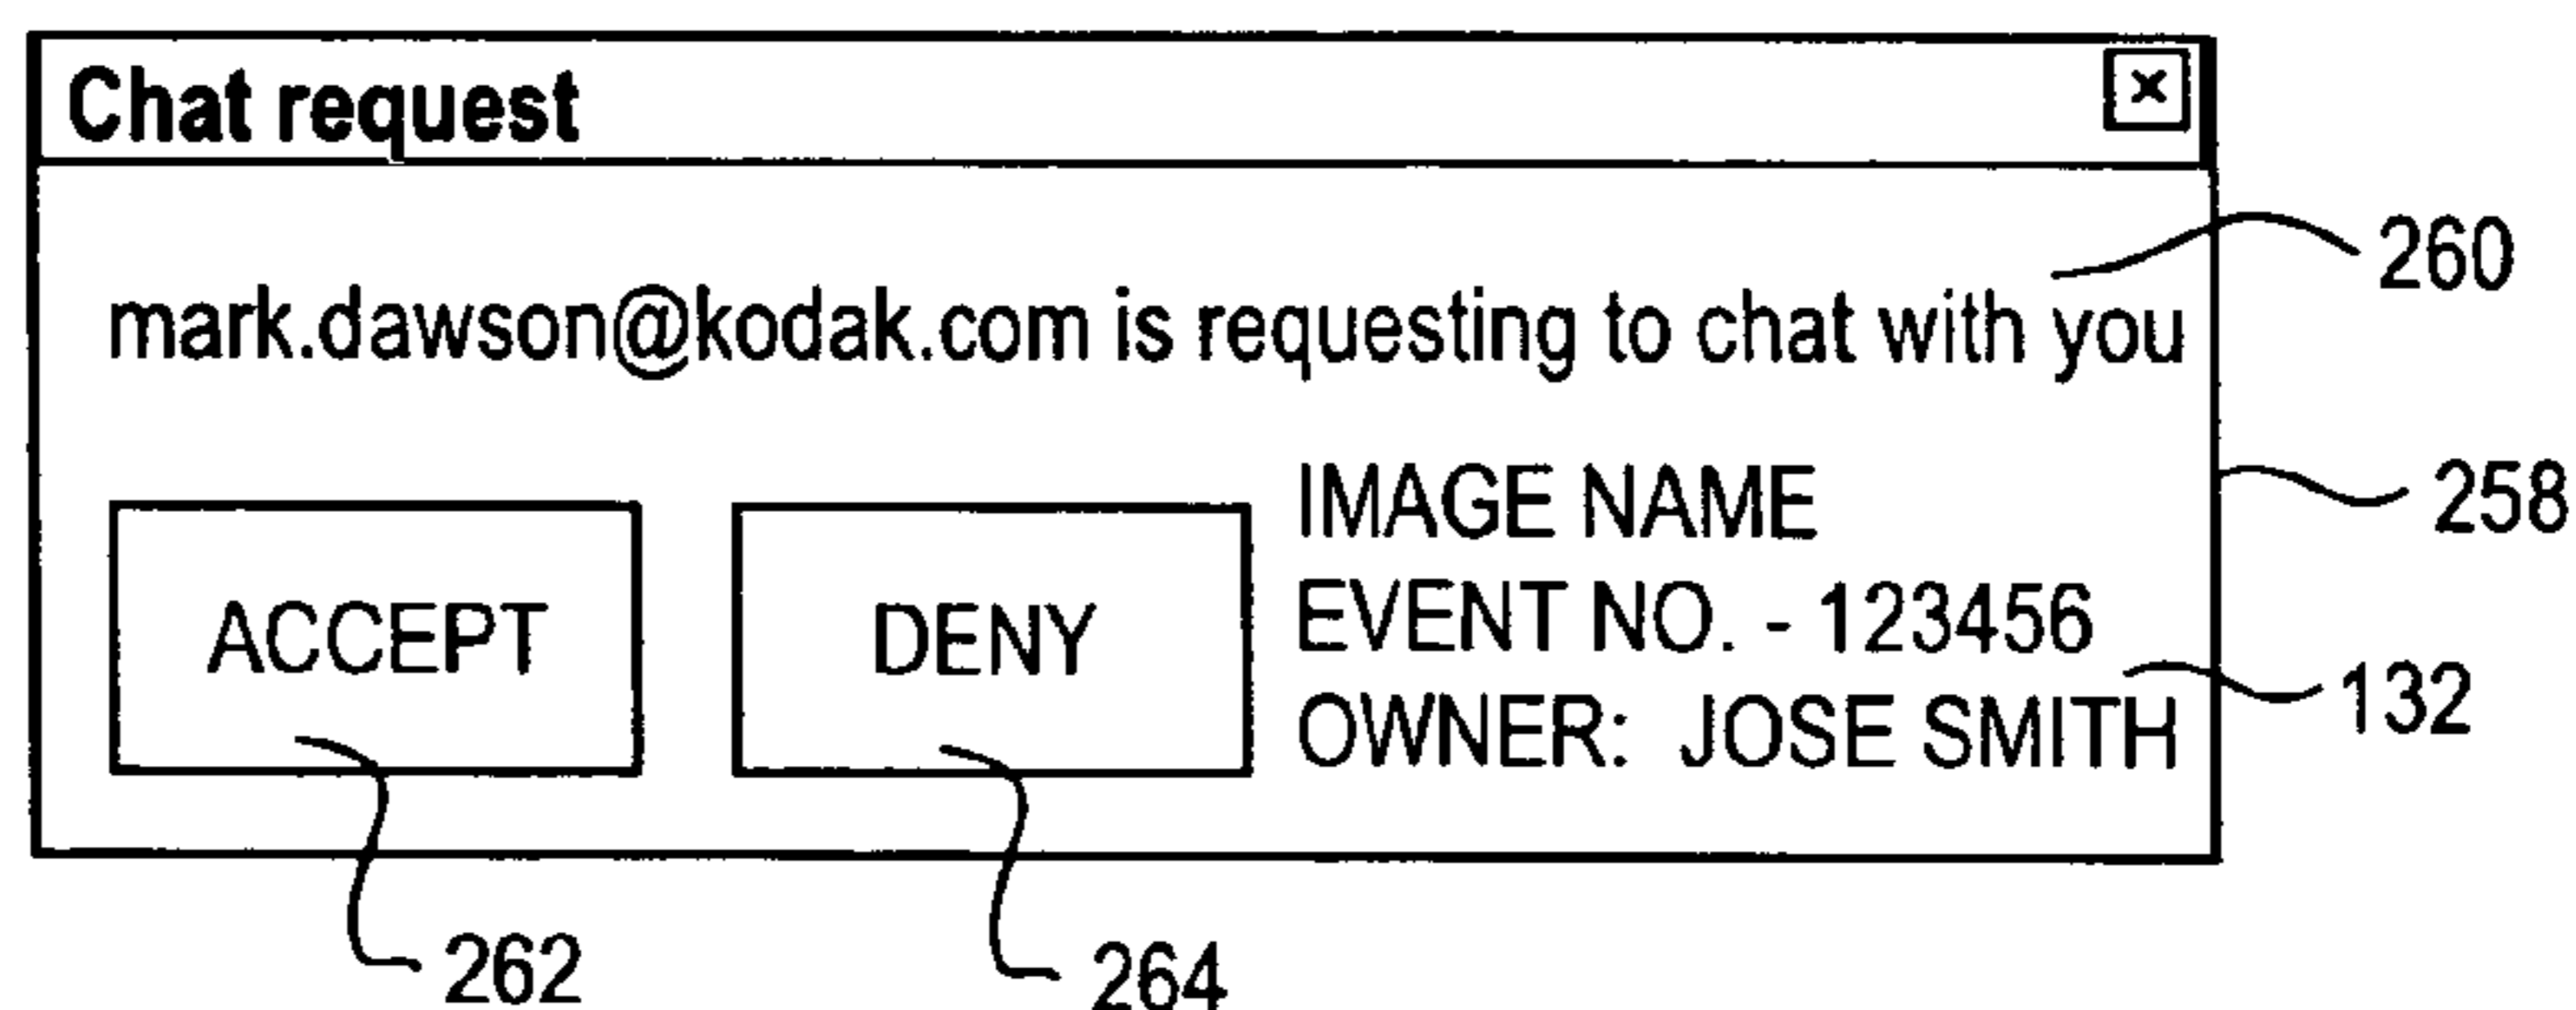 Chat request x
260
mark.dawson@kodak.com is requesting to chat with you
IMAGE NAME
258
ACCEPT DENY EVENT NO. - 123456
132
OWNER: JOSE SMITH
262 264